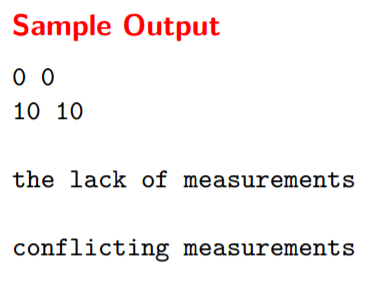 Sample Output
0 0
10 10
the lack of measurements
conflicting measurements